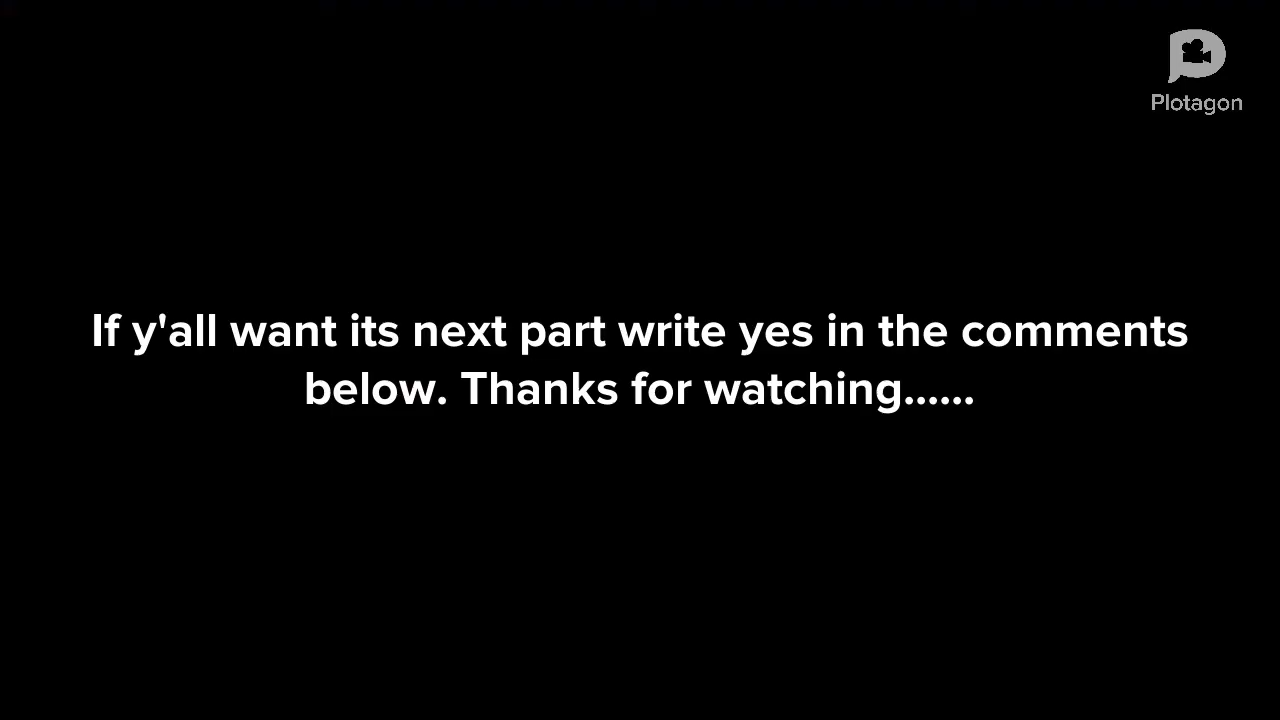 Plotagon
If y'all want its next part write yes in the comments
below. Thanks for watching......